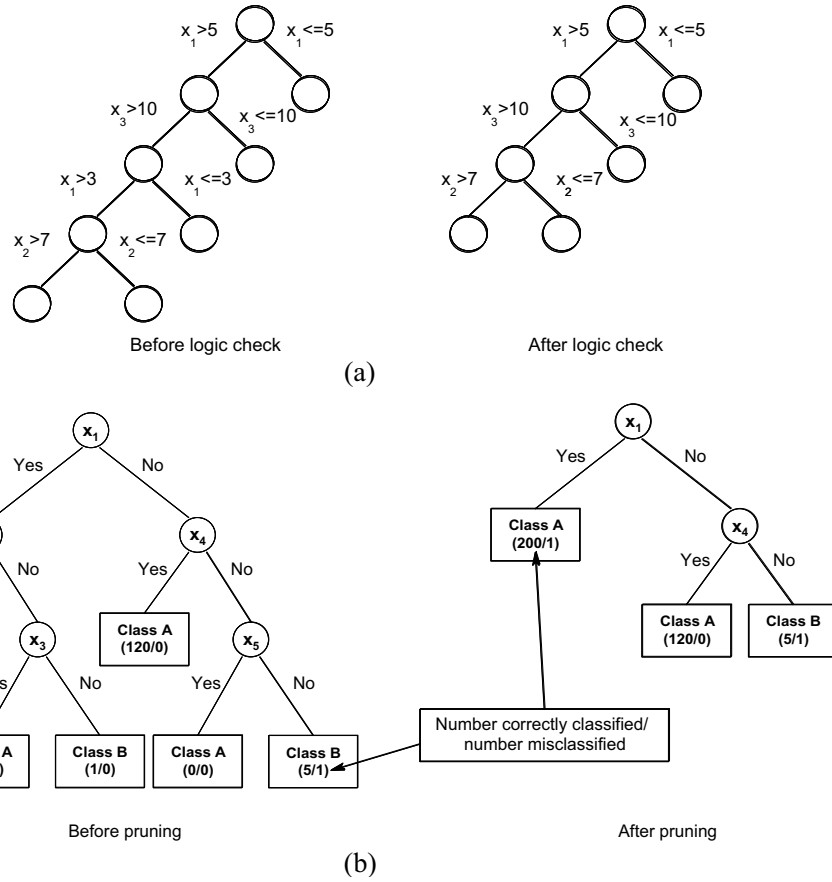 x1>5 x1<=5
x3>10 x3<=10
x1>3 x1<=3
x2>7 x2<=7
Before logic check
x1>5 x1<=5
x3>10 x3<=10
x2>7 x2<=7
After logic check
(a)
x1
Yes No
x4
No Yes No
x3
Class A
(120/0)
x5
s No Yes No
A
)
Class B
(1/0)
Class A
(0/0)
Class B
(5/1)
Before pruning
x1
Yes No
Class A
(200/1)
x4
Yes No
Class A
(120/0)
Class B
(5/1)
Number correctly classified/
number misclassified
After pruning
(b)